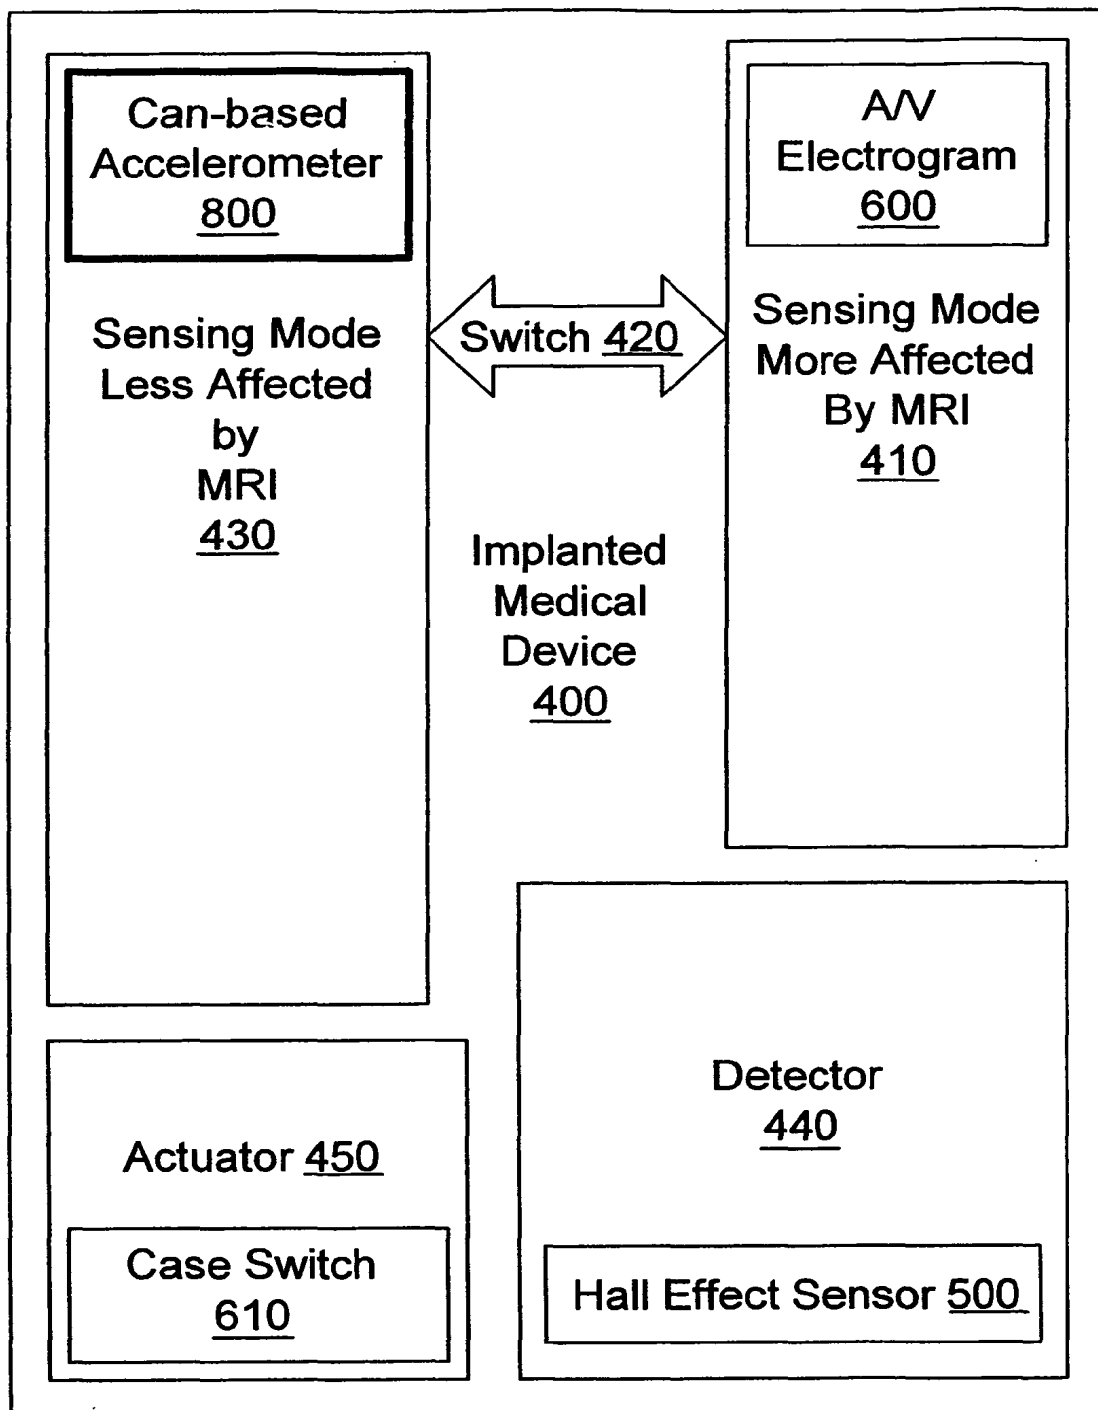 Can-based
Accelerometer
800
Sensing Mode
Less Affected
by
MRI
430
Switch 420
A/V
Electrogram
600
Sensing Mode
More Affected
By MRI
410
Implanted
Medical
Device
400
Actuator 450
Case Switch
610
Detector
440
Hall Effect Sensor 500